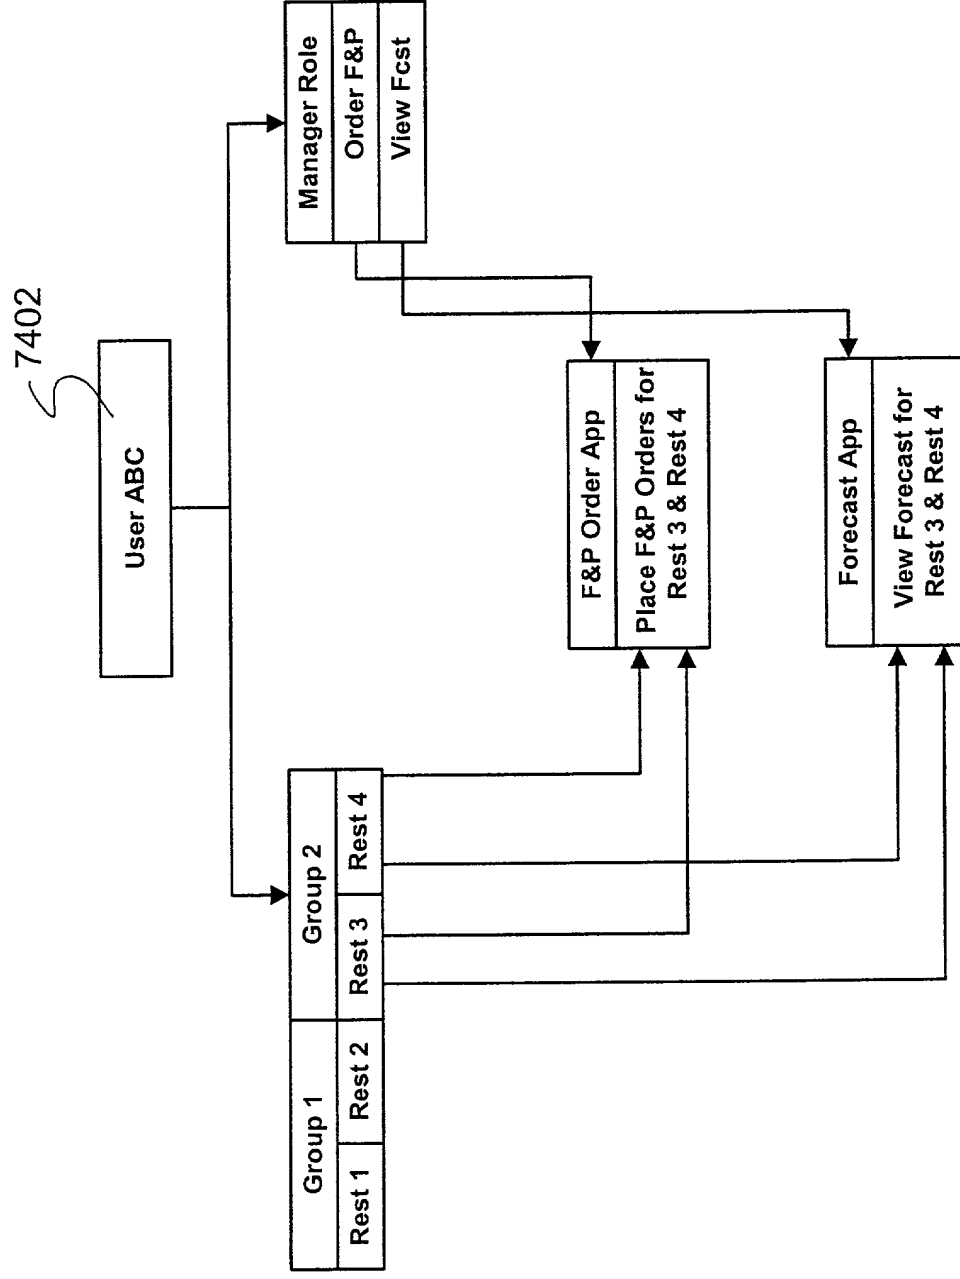 7402
User ABC
Group 1
Group 2
Rest 1
Rest 2
Rest 3
Rest 4
Manager Role
Order F&P
View Fcst
F&P Order App
Place F&P Orders for
Rest 3 & Rest 4
Forecast App
View Forecast for
Rest 3 & Rest 4